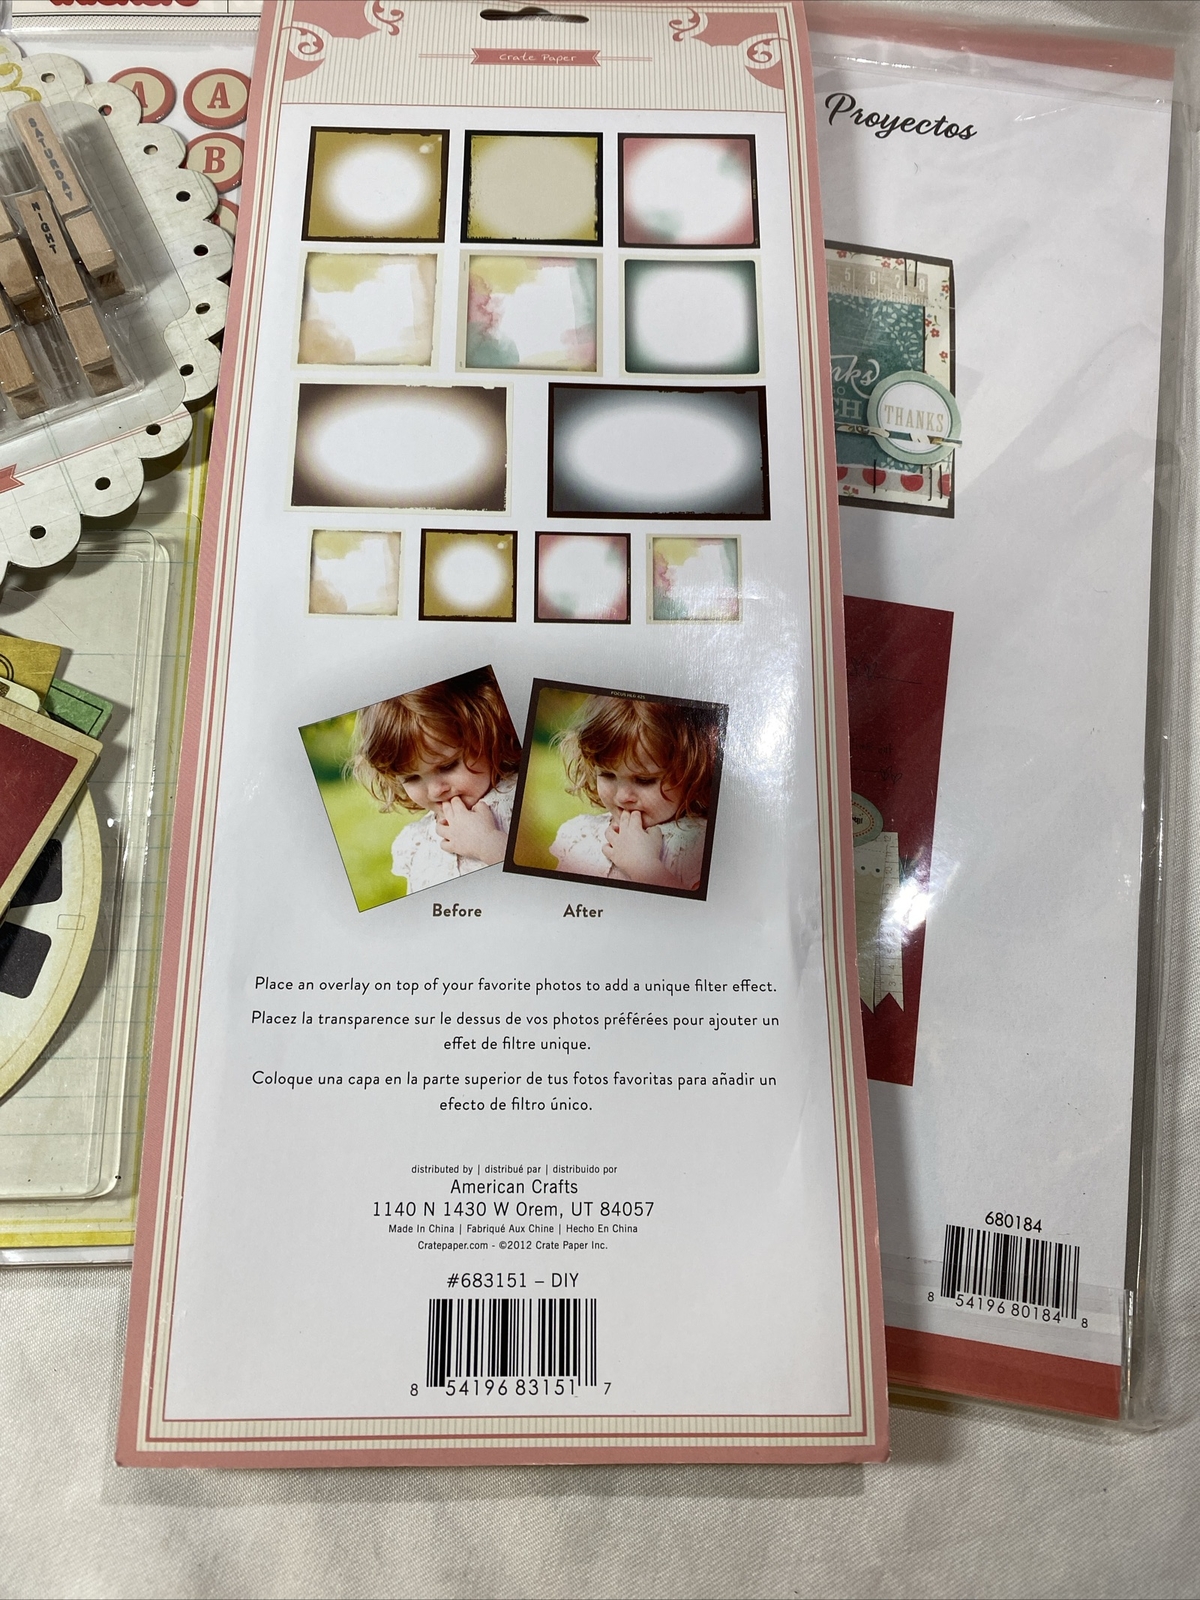 Crate Paper
A
A
B
SATURDAY
NIGHT
Proyectos
THANKS
FOCUS HLG 425
Before
After
Place an overlay on top of your favorite photos to add a unique filter effect.
Placez la transparence sur le dessus de vos photos préférées pour ajouter un
effet de filtre unique.
Coloque una capa en la parte superior de tus fotos favoritas para añadir un
efecto de filtro único.
distributed by | distribué par | distribuido por
American Crafts
1140 N 1430 W Orem, UT 84057
Made In China | Fabriqué Aux Chine | Hecho En China
Cratepaper.com - ©2012 Crate Paper Inc.
#683151 – DIY
8 54196 83151 7
680184
8 54196 80184 8